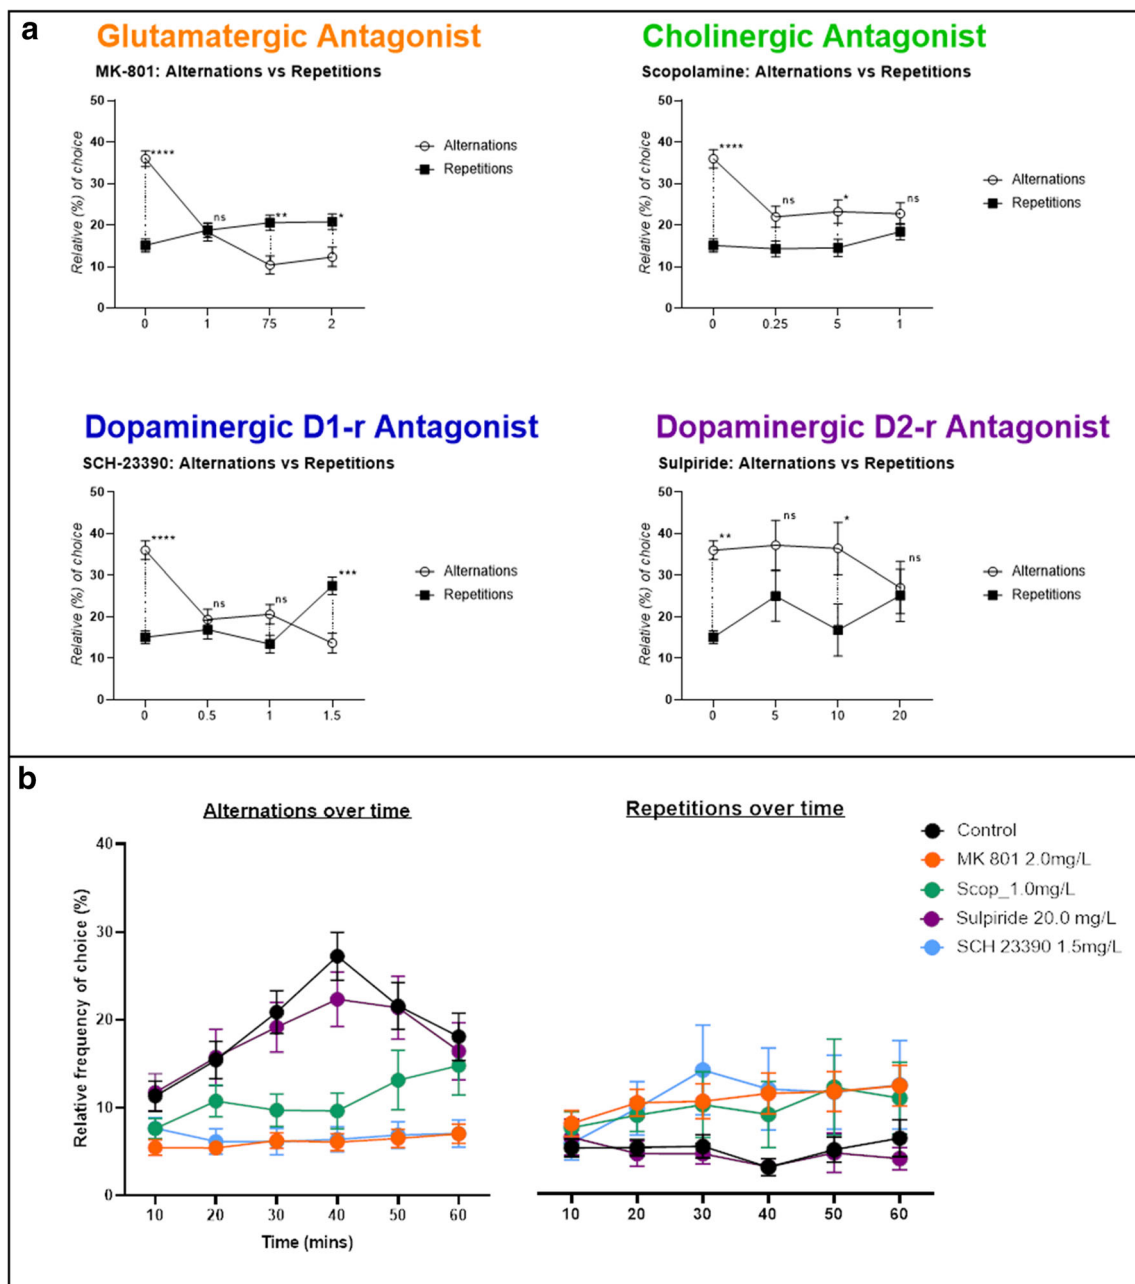 a
Glutamatergic Antagonist
MK-801: Alternations vs Repetitions
50
40
30
20
10
0
Relative (%) of choice
****
ns
**
*
0 1 75 2
Alternations
Repetitions
Cholinergic Antagonist
Scopolamine: Alternations vs Repetitions
50
40
30
20
10
0
Relative (%) of choice
****
ns
*
ns
0 0.25 5 1
Alternations
Repetitions
Dopaminergic D1-r Antagonist
SCH-23390: Alternations vs Repetitions
50
40
30
20
10
0
Relative (%) of choice
****
ns
ns
***
0 0.5 1 1.5
Alternations
Repetitions
Dopaminergic D2-r Antagonist
Sulpiride: Alternations vs Repetitions
50
40
30
20
10
0
Relative (%) of choice
**
ns
*
ns
0 5 10 20
Alternations
Repetitions
b
Alternations over time
40
30
20
10
0
Relative frequency of choice (%)
10 20 30 40 50 60
Time (mins)
Repetitions over time
10 20 30 40 50 60
Control
MK 801 2.0mg/L
Scop_1.0mg/L
Sulpiride 20.0 mg/L
SCH 23390 1.5mg/L